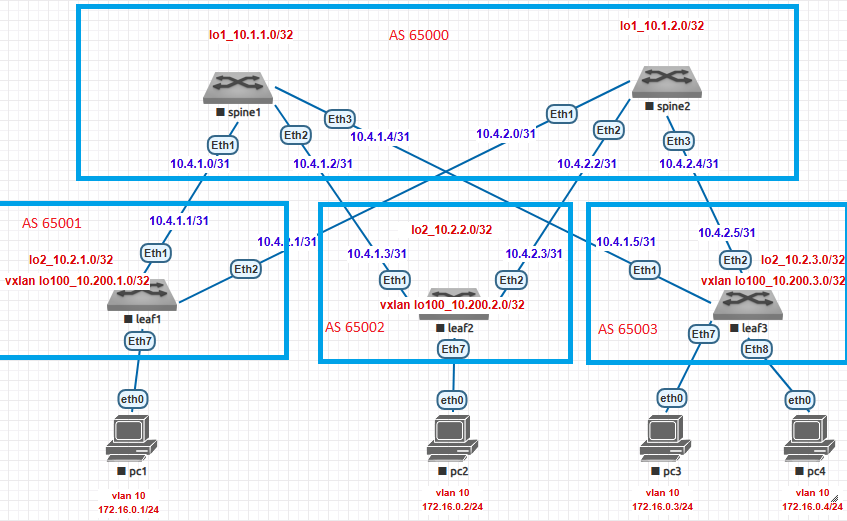 lo1_10.1.1.0/32
AS 65000
lo1_10.1.2.0/32
spine1
spine2
Eth1
Eth2
Eth3
Eth1
Eth2
Eth3
10.4.1.0/31
10.4.1.2/31
10.4.1.4/31
10.4.2.0/31
10.4.2.2/31
10.4.2.4/31
AS 65001
10.4.1.1/31
10.4.2.1/31
lo2_10.2.1.0/32
vxlan lo100_10.200.1.0/32
Eth1
Eth2
leaf1
Eth7
lo2_10.2.2.0/32
10.4.1.3/31
10.4.2.3/31
Eth1
Eth2
vxlan lo100_10.200.2.0/32
AS 65002
leaf2
Eth7
10.4.1.5/31
10.4.2.5/31
Eth1
Eth2
lo2_10.2.3.0/32
vxlan lo100_10.200.3.0/32
AS 65003
leaf3
Eth7
Eth8
eth0
eth0
eth0
eth0
pc1
pc2
pc3
pc4
vlan 10
172.16.0.1/24
vlan 10
172.16.0.2/24
vlan 10
172.16.0.3/24
vlan 10
172.16.0.4/24